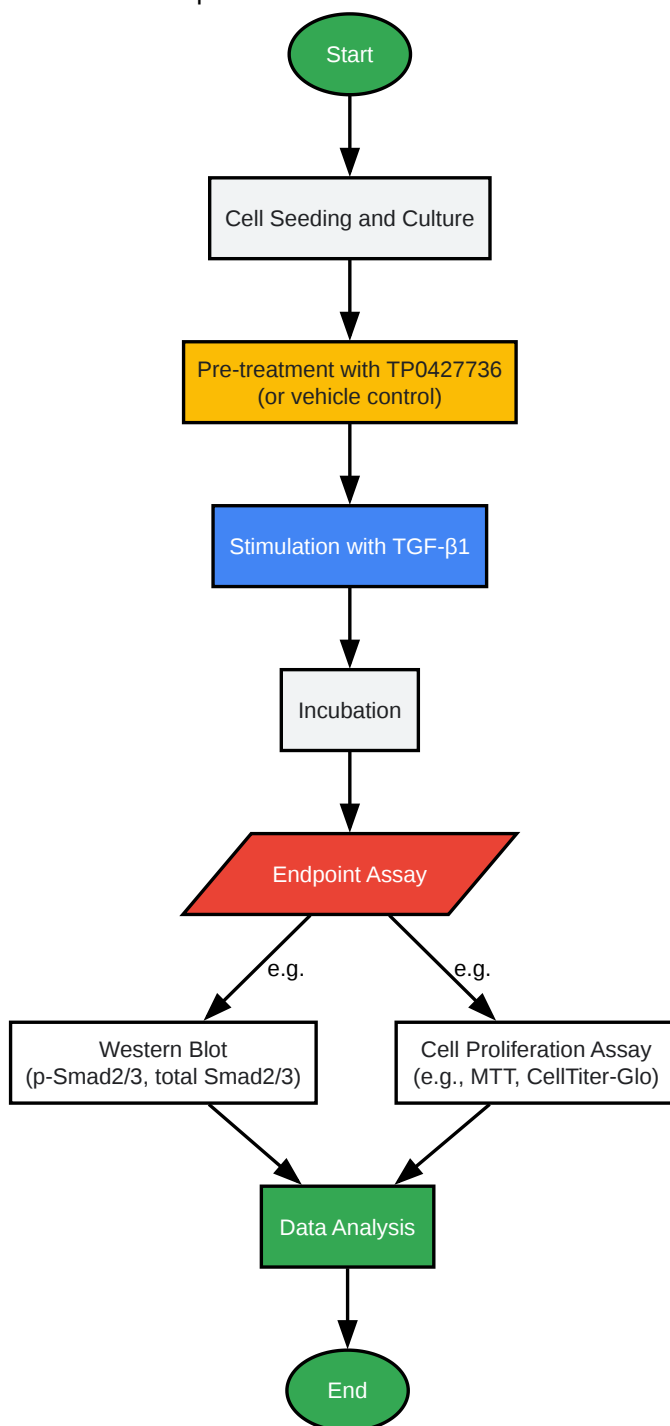 Start
Cell Seeding and Culture
Pre-treatment with TP0427736
(or vehicle control)
Stimulation with TGF-β1
Incubation
Endpoint Assay
e.g.
e.g.
Western Blot
(p-Smad2/3, total Smad2/3)
Cell Proliferation Assay
(e.g., MTT, CellTiter-Glo)
Data Analysis
End